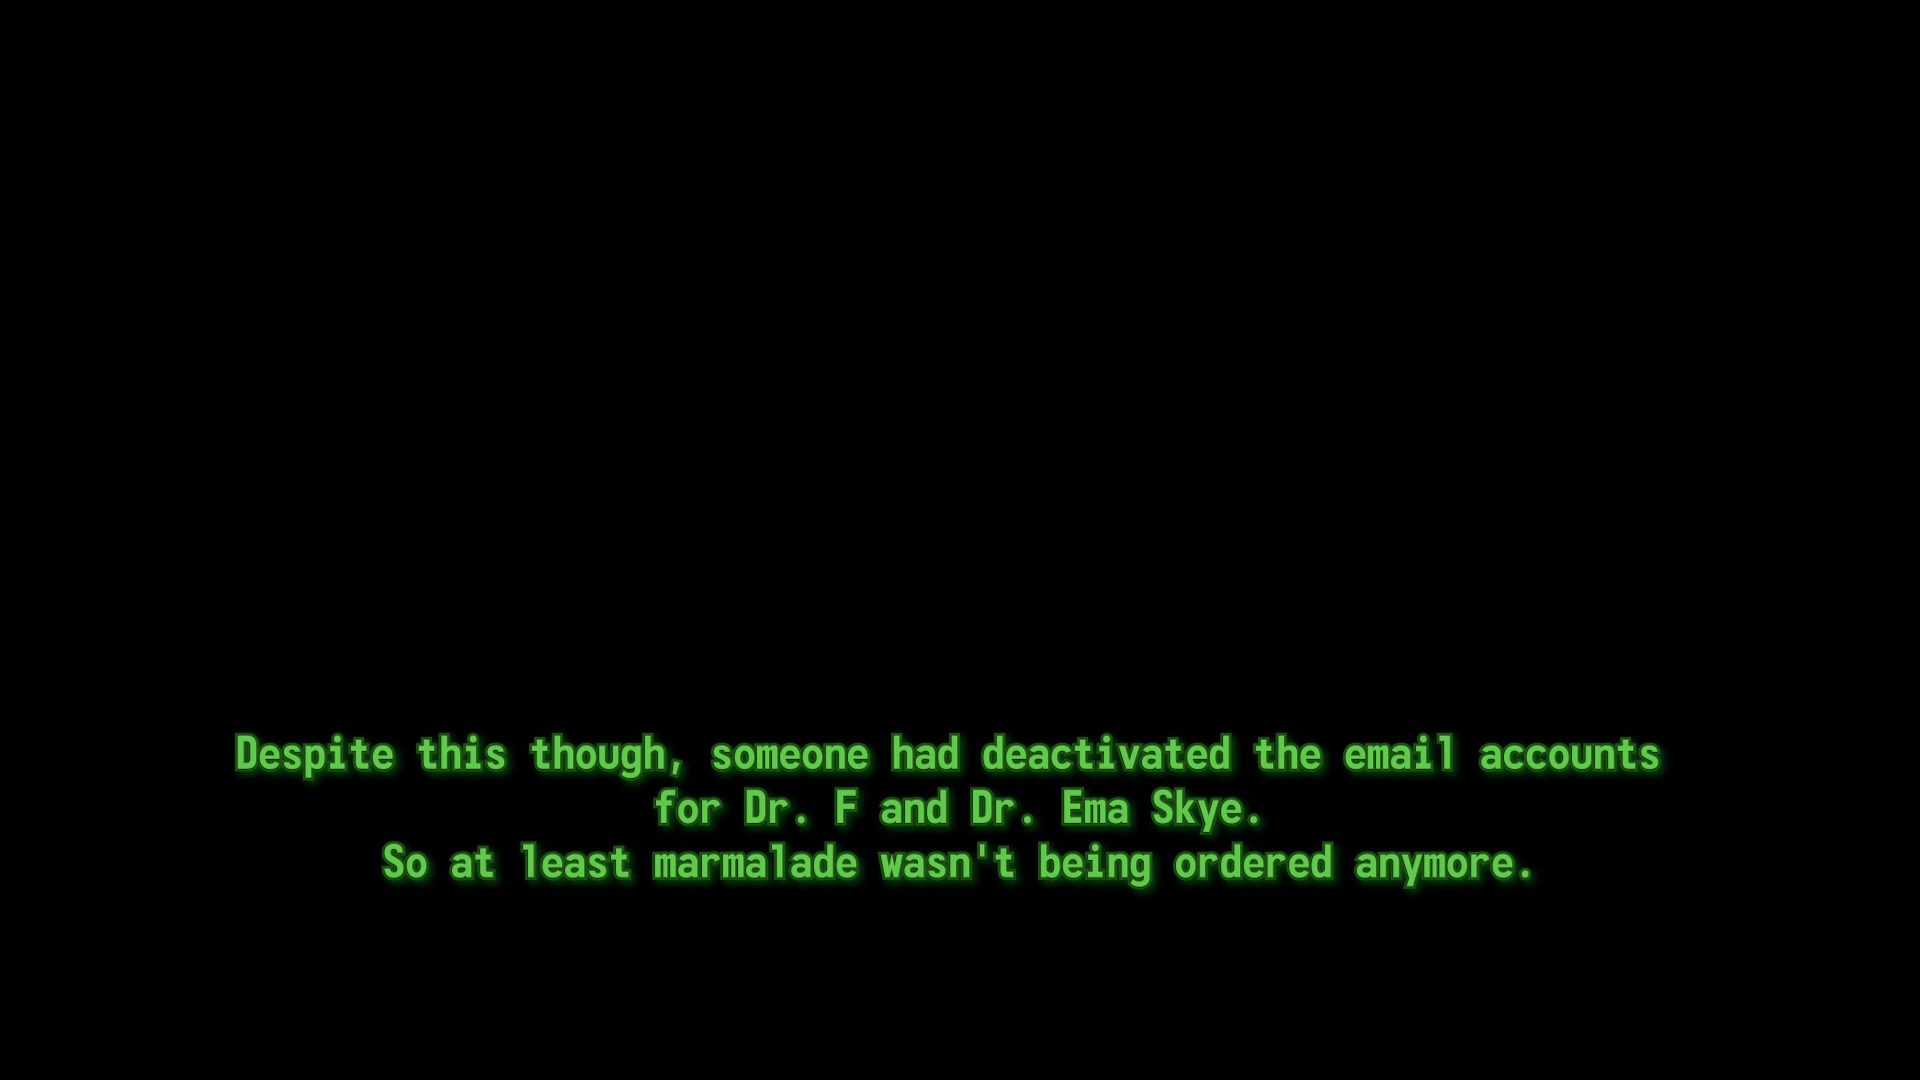 Despite this though, someone had deactivated the email accounts
for Dr. F and Dr. Ema Skye.
So at least marmalade wasn't being ordered anymore.